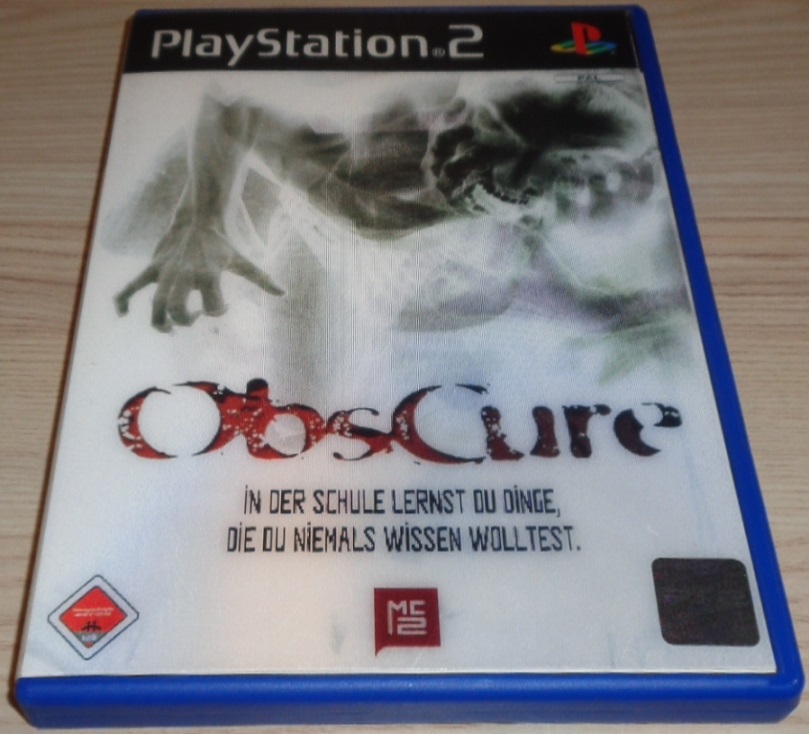 PlayStation®2
PAL
ObsCure
IN DER SCHULE LERNST DU DINGE,
DIE DU NIEMALS WISSEN WOLLTEST.
MC2